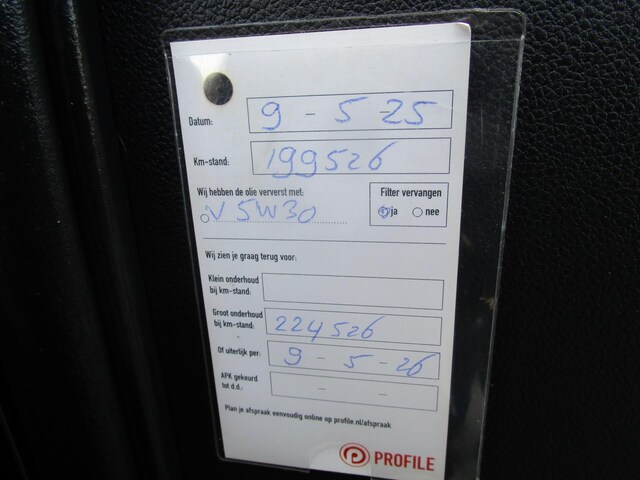 Datum: 9 - 5 - 25
Km-stand: 199526
Wij hebben de olie ververst met:
V 5W30
Filter vervangen
ja nee
Wij zien je graag terug voor:
Klein onderhoud
bij km-stand:
Groot onderhoud
bij km-stand: 224526
Of uiterlijk per: 9 - 5 - 26
APK gekeurd
tot d.d.: - -
Plan je afspraak eenvoudig online op profile.nl/afspraak
PROFILE